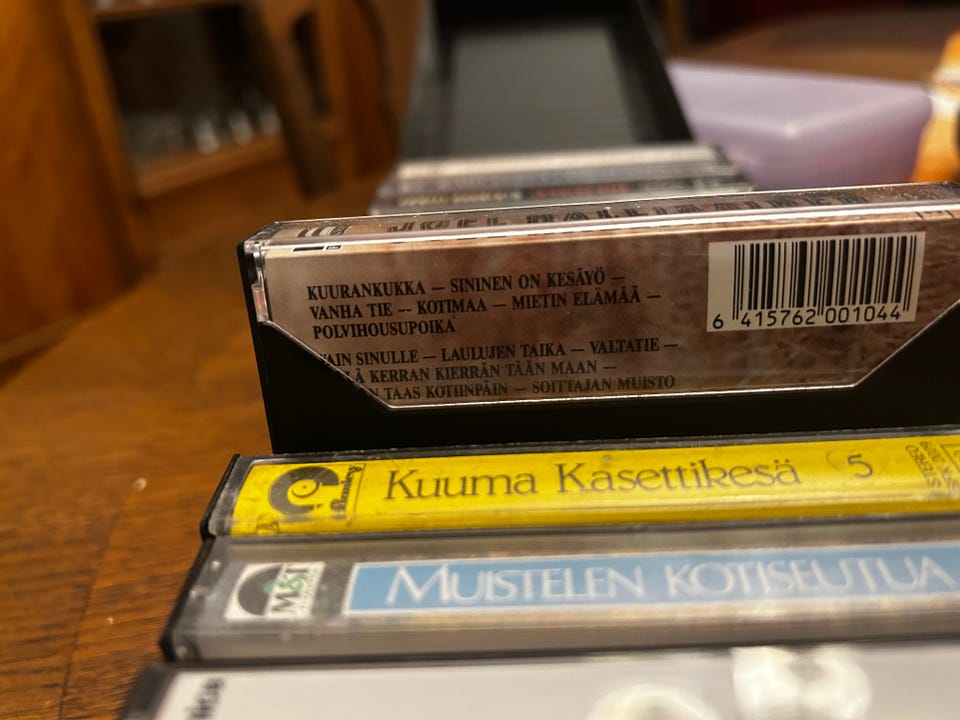 KUURANKUKKA — SININEN ON KESÄYÖ —
VANHA TIE — KOTIMAA — MIETIN ELÄMÄÄ —
POLVIHOUSUPOIKA
VAIN SINULLE — LAULUJEN TAIKA — VALTATIE —
KERRAN KIERRÄN TÄÄN MAAN —
TAAS KOTIINPÄIN — SOITTAJAN MUISTO
6 415762 001044
Kuuma Kasettikesä 5
M&T
MUISTELEN KOTISEUTUA